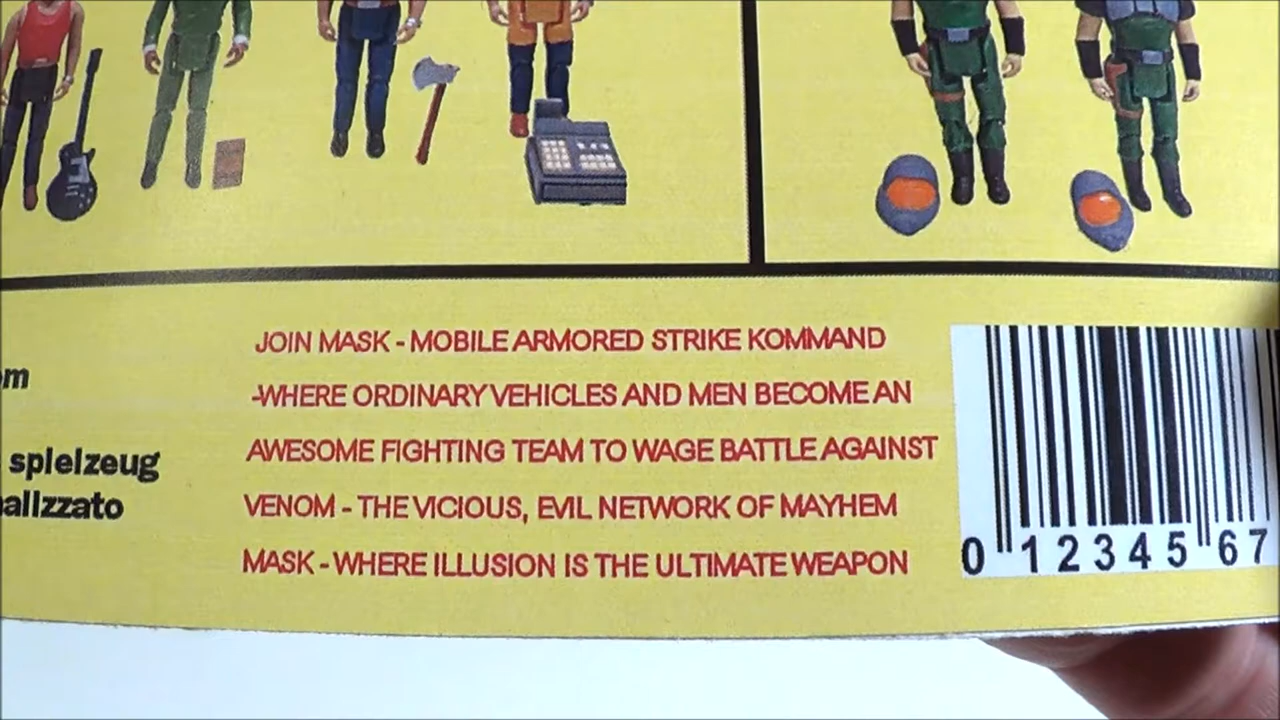 JOIN MASK - MOBILE ARMORED STRIKE KOMMAND
-WHERE ORDINARY VEHICLES AND MEN BECOME AN
AWESOME FIGHTING TEAM TO WAGE BATTLE AGAINST
VENOM - THE VICIOUS, EVIL NETWORK OF MAYHEM
MASK - WHERE ILLUSION IS THE ULTIMATE WEAPON
spielzeug
0 12345 67